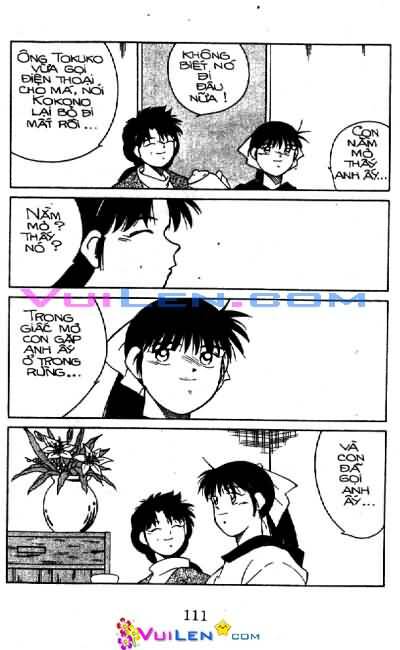 ÔNG TOKUKO
VỪA GỌI
ĐIỆN THOẠI
CHO MÁ, NÓI
KOKONO
LẠI BỎ ĐI
MẤT RỒI...
KHÔNG
BIẾT NÓ
ĐI
ĐÂU
NỮA!
CON
NẰM
MƠ
THẤY
ANH ẤY...
NẰM
MƠ?
THẤY
NÓ?
VUILEN.COM
TRONG
GIẤC MƠ
CON GẶP
ANH ẤY
Ở TRONG
RỪNG...
VÀ
CON
ĐÃ
GỌI
ANH
ẤY...
111
VUILEN.COM